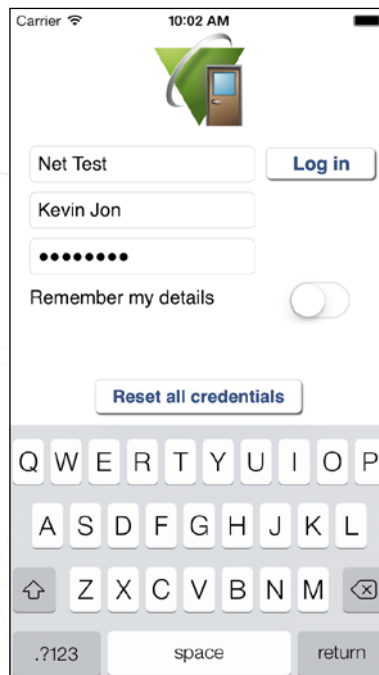 Carrier 10:02 AM
Net Test Log in
Kevin Jon
••••••••
Remember my details
Reset all credentials
Q W E R T Y U I O P
A S D F G H J K L
Z X C V B N M
.?123 space return